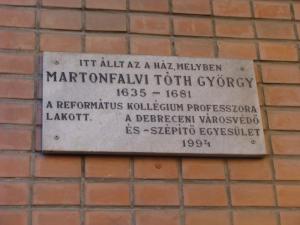 ITT ÁLLT AZ A HÁZ, MELYBEN
MARTONFALVI TÓTH GYÖRGY
1635 - 1681
A REFORMÁTUS KOLLÉGIUM PROFESSZORA
LAKOTT. A DEBRECENI VÁROSVÉDŐ
ÉS - SZÉPÍTŐ EGYESÜLET
1994